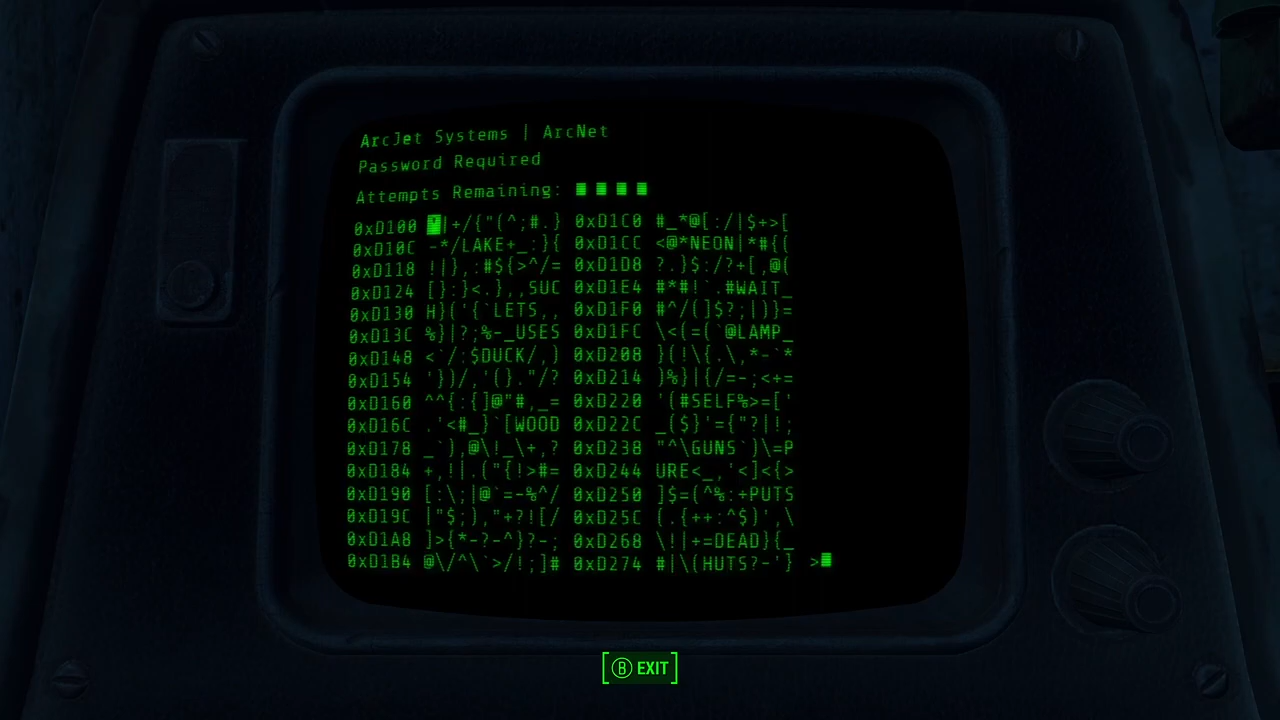 ArcJet Systems | ArcNet
Password Required
Attempts Remaining: ■ ■ ■ ■
0xD100 ¥|+/{"(^;#.} 0xD1C0 #_*@[:/|$+>[
0xD10C -*/LAKE+_:}{ 0xD1CC <@*NEON|*#{(
0xD118 !|},:#${>^/= 0xD1D8 ?.}$:/?+[,@(
0xD124 [}:}<.},,SUC 0xD1E4 #*#!`.#WAIT_
0xD130 H}('{`LETS,, 0xD1F0 #^/(]$?;|)}=
0xD13C %}|?;%-_USES 0xD1FC \<(=(`@LAMP_
0xD148 <`/:$DUCK/,) 0xD208 }(!\{.\,*-`*
0xD154 '})/,'(}."/? 0xD214 )%}|{/=-;<+=
0xD160 ^^{:{]@"#,_= 0xD220 '(#SELF%>=['
0xD16C .'<#_}`[WOOD 0xD22C _($}'={"?|!;
0xD178 _`),@\!_\+,? 0xD238 "^\GUNS`)\=P
0xD184 +,!|.("{!>#= 0xD244 URE<_,'<]<{>
0xD190 [:\;|@`=-%^/ 0xD250 ]$=(^%:+PUTS
0xD19C |"$;),"+?![/ 0xD25C (.{++:^$)',\
0xD1A8 ]>{*-?-^}?-; 0xD268 \!|+=DEAD}{_
0xD1B4 @\/^\`>/!;]# 0xD274 #|\(HUTS?-'} >■
Ⓑ EXIT